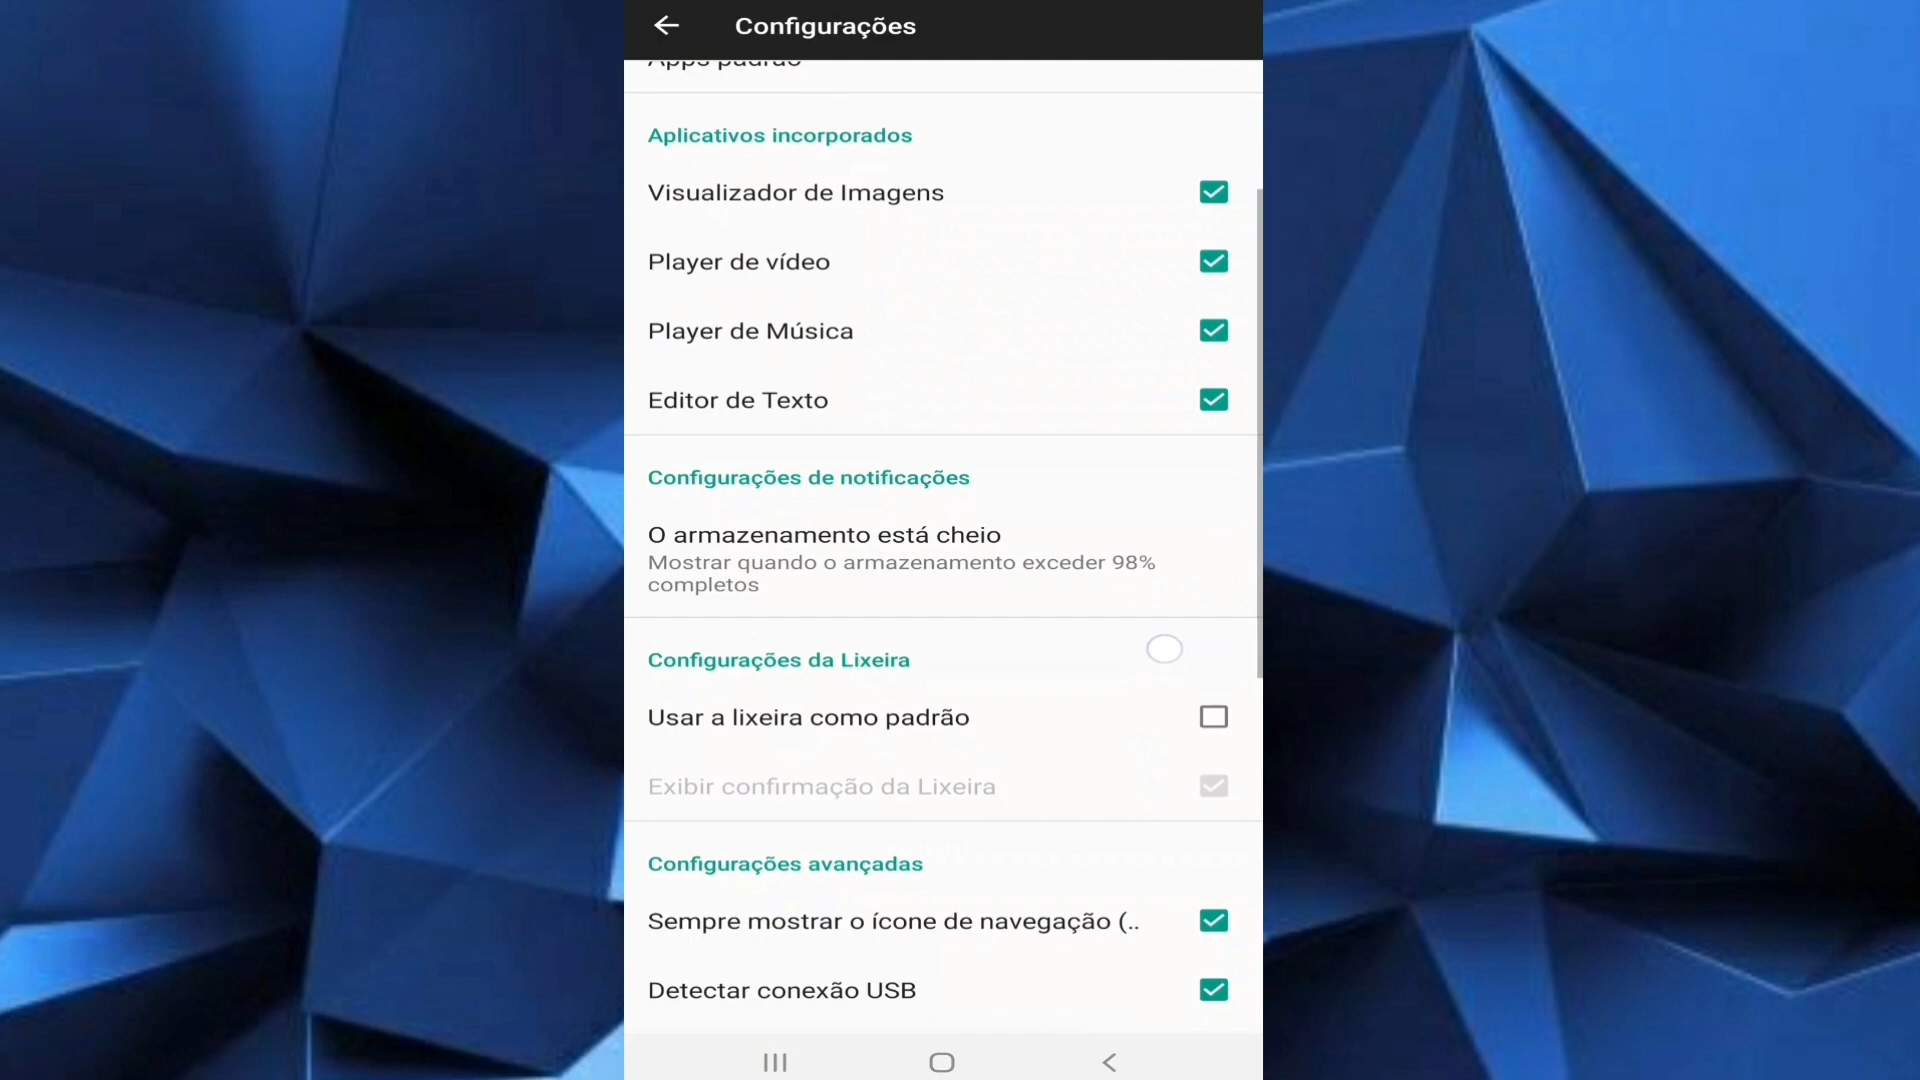 Configurações
Apps padrão
Aplicativos incorporados
Visualizador de Imagens
Player de vídeo
Player de Música
Editor de Texto
Configurações de notificações
O armazenamento está cheio
Mostrar quando o armazenamento exceder 98%
completos
Configurações da Lixeira
Usar a lixeira como padrão
Exibir confirmação da Lixeira
Configurações avançadas
Sempre mostrar o ícone de navegação (..
Detectar conexão USB